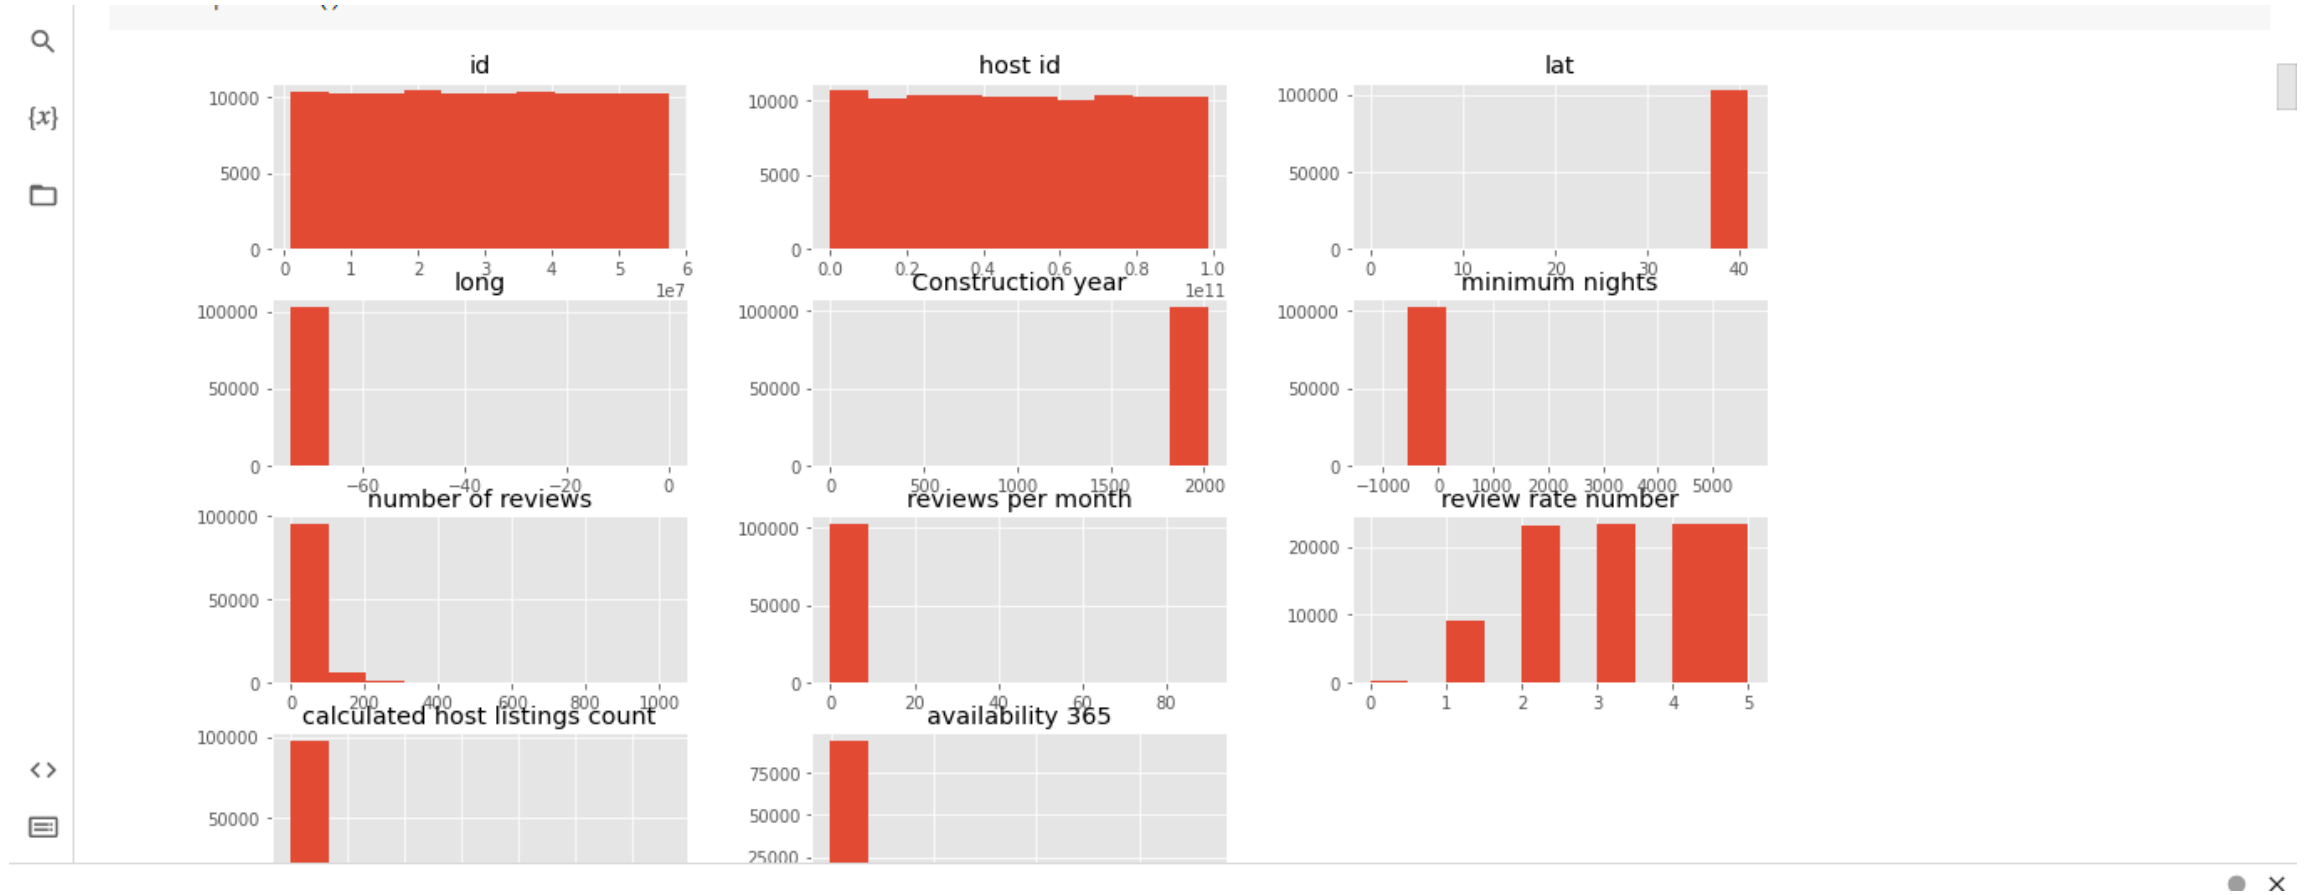 {x}
id
host id
lat
10000
5000
0
0 1 2 3 4 5 6
1e7
10000
5000
0
0.0 0.2 0.4 0.6 0.8 1.0
1e11
100000
50000
0
0 10 20 30 40
long
Construction year
minimum nights
100000
50000
0
−60 −40 −20 0
100000
50000
0
0 500 1000 1500 2000
100000
50000
0
−1000 0 1000 2000 3000 4000 5000
number of reviews
reviews per month
review rate number
100000
50000
0
0 200 400 600 800 1000
100000
50000
0
0 20 40 60 80
20000
10000
0
0 1 2 3 4 5
calculated host listings count
availability 365
100000
50000
75000
50000
25000